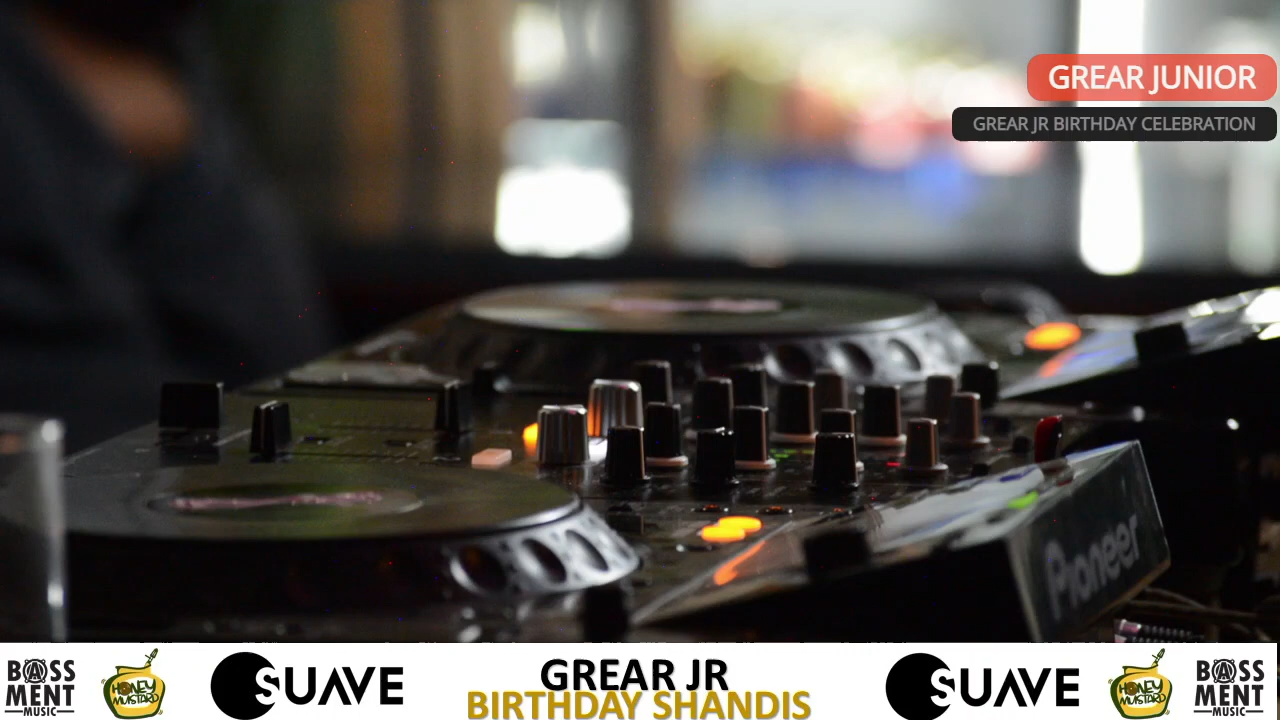 GREAR JUNIOR
GREAR JR BIRTHDAY CELEBRATION
Pioneer
BASS
MENT
MUSIC
HONEY
MUSTARD
SUAVE
GREAR JR
BIRTHDAY SHANDIS
SUAVE
HONEY
MUSTARD
BASS
MENT
MUSIC